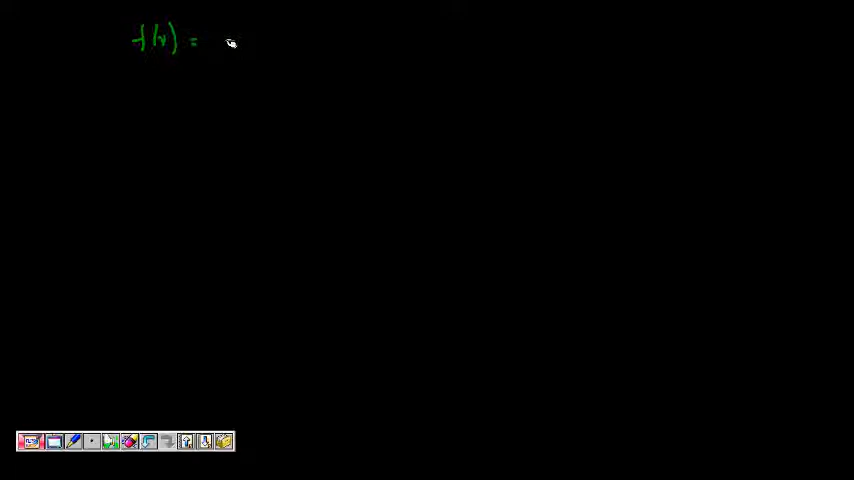 f(x) =